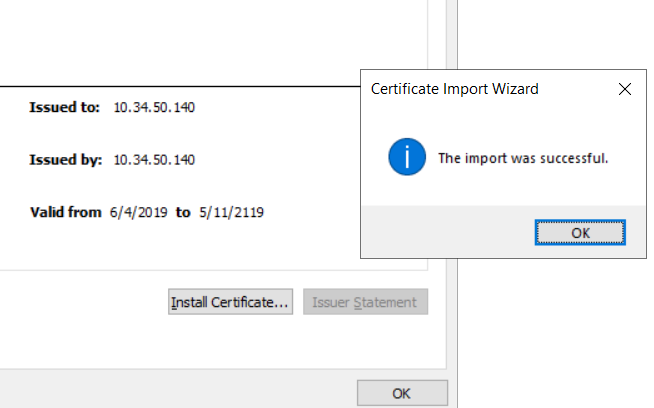 Certificate Import Wizard
The import was successful.
OK
Issued to: 10.34.50.140
Issued by: 10.34.50.140
Valid from 6/4/2019 to 5/11/2119
Install Certificate...
Issuer Statement
OK